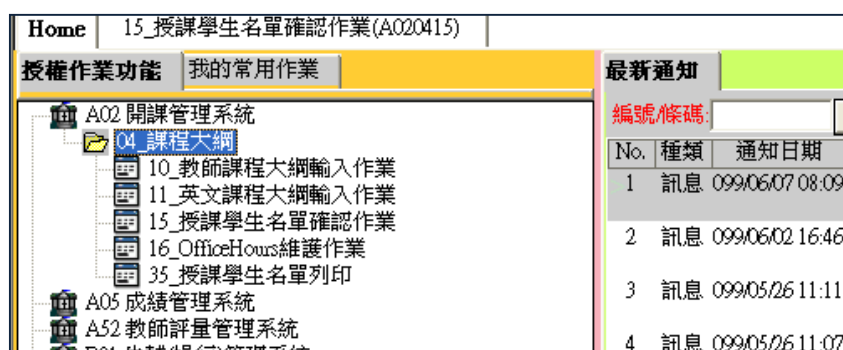 Home 15_授課學生名單確認作業(A020415)
授權作業功能 我的常用作業
A02 開課管理系統
04_課程大綱
10_教師課程大綱輸入作業
11_英文課程大綱輸入作業
15_授課學生名單確認作業
16_OfficeHours維護作業
35_授課學生名單列印
A05 成績管理系統
A52 教師評量管理系統
最新通知
編號/條碼:
No. 種類 通知日期
1 訊息 099/06/07 08:09
2 訊息 099/06/02 16:46
3 訊息 099/05/26 11:11
4 訊息 099/05/26 11:07